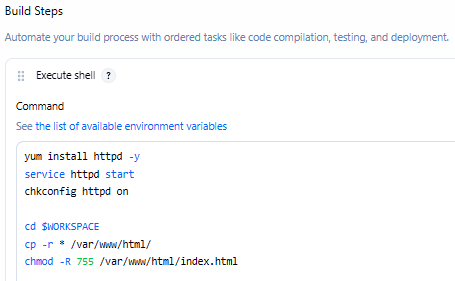 Build Steps
Automate your build process with ordered tasks like code compilation, testing, and deployment.
Execute shell ?
Command
See the list of available environment variables
yum install httpd -y
service httpd start
chkconfig httpd on
cd $WORKSPACE
cp -r * /var/www/html/
chmod -R 755 /var/www/html/index.html